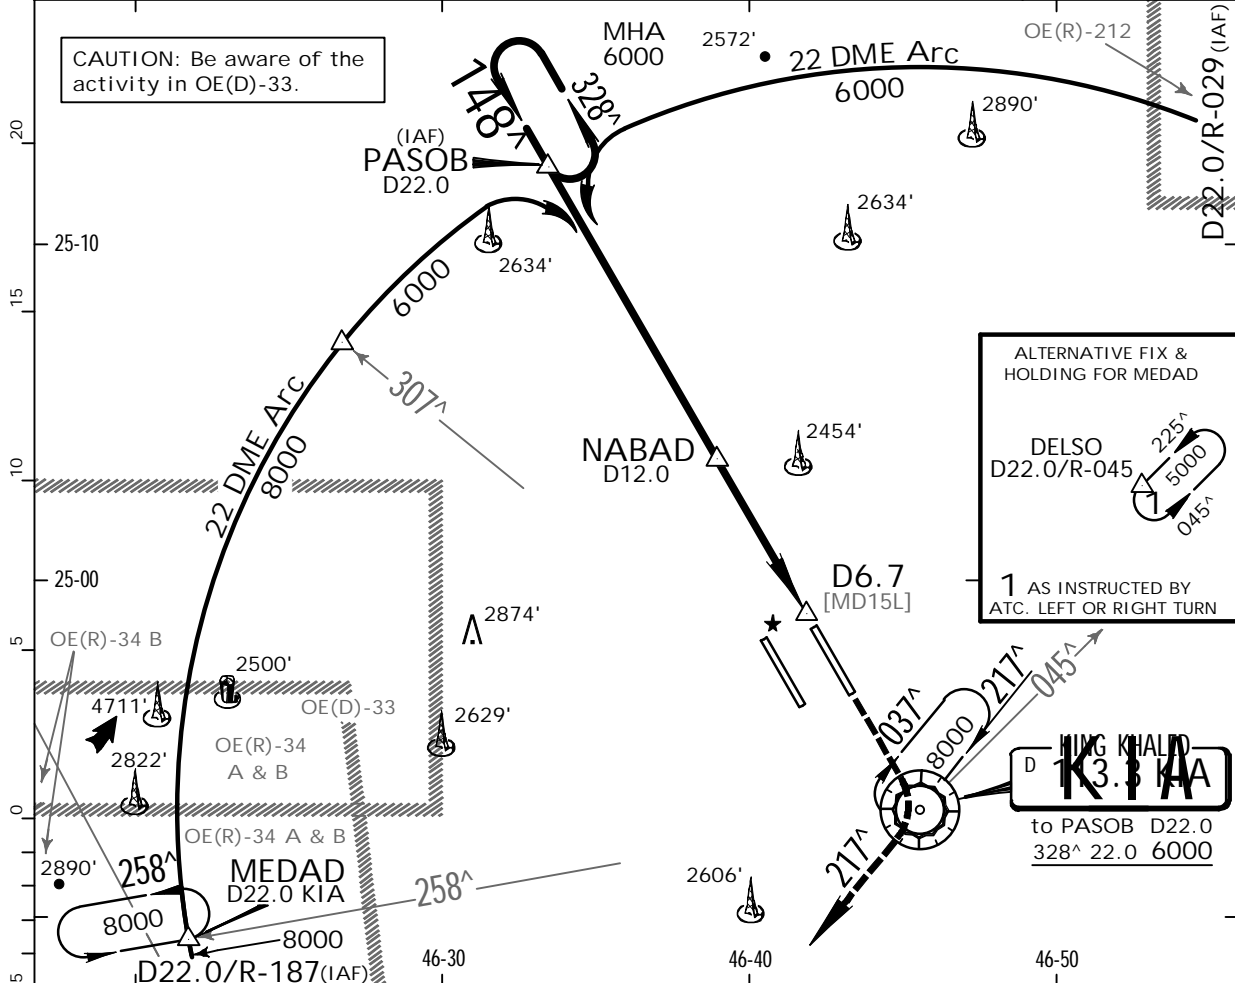 CAUTION: Be aware of the
activity in OE(D)-33.
MHA
6000
2572'
OE(R)-212
22 DME Arc
6000
D22.0/R-029(IAF)
148^
328^
2890'
(IAF)
PASOB
D22.0
20
2634'
25-10
2634'
6000
15
ALTERNATIVE FIX &
HOLDING FOR MEDAD
307^
22 DME Arc
8000
2454'
NABAD
D12.0
DELSO
D22.0/R-045
225^
5000
045^
1
10
25-00
D6.7
[MD15L]
1 AS INSTRUCTED BY
ATC. LEFT OR RIGHT TURN
2874'
5
OE(R)-34 B
2500'
4711'
OE(D)-33
2629'
OE(R)-34
A & B
2822'
037^
217^
045^
8000
KING KHALED
D 113.3 KIA
KIA
to PASOB D22.0
328^ 22.0 6000
0
OE(R)-34 A & B
217^
2890'
258^
MEDAD
D22.0 KIA
258^
2606'
8000
8000
D22.0/R-187(IAF)
5
46-30
46-40
46-50